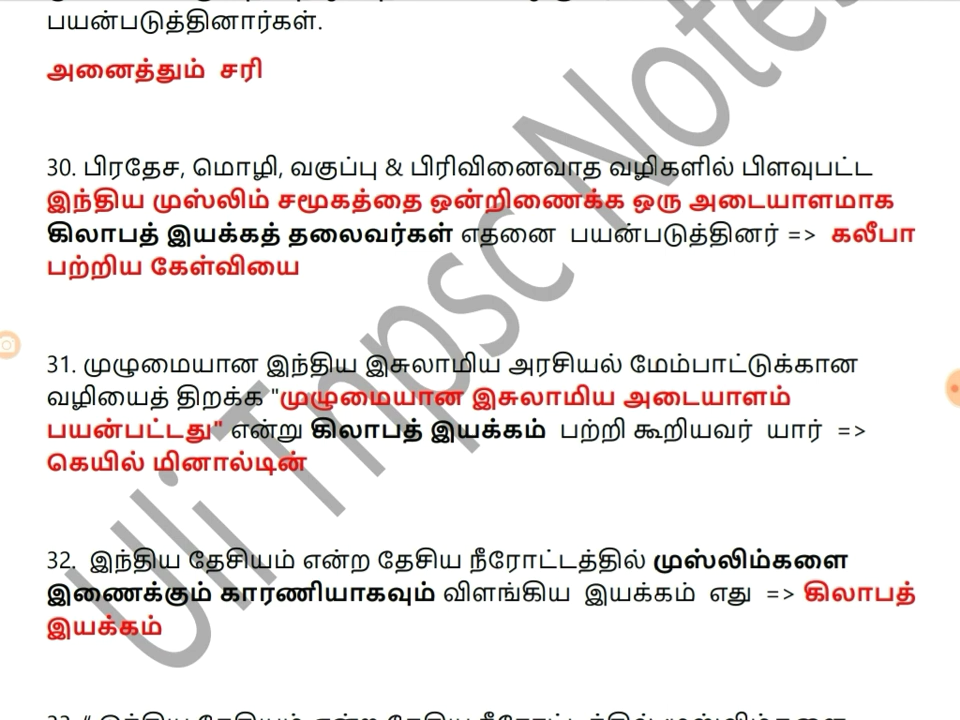 பயன்படுத்தினார்கள்.
அனைத்தும் சரி
30. பிரதேச, மொழி, வகுப்பு & பிரிவினைவாத வழிகளில் பிளவுபட்ட
இந்திய முஸ்லிம் சமூகத்தை ஒன்றிணைக்க ஒரு அடையாளமாக
கிலாபத் இயக்கத் தலைவர்கள் எதனை பயன்படுத்தினர் => கலீபா
பற்றிய கேள்வியை
31. முழுமையான இந்திய இசுலாமிய அரசியல் மேம்பாட்டுக்கான
வழியைத் திறக்க "முழுமையான இசுலாமிய அடையாளம்
பயன்பட்டது" என்று கிலாபத் இயக்கம் பற்றி கூறியவர் யார் =>
கெயில் மினால்டின்
32. இந்திய தேசியம் என்ற தேசிய நீரோட்டத்தில் முஸ்லிம்களை
இணைக்கும் காரணியாகவும் விளங்கிய இயக்கம் எது => கிலாபத்
இயக்கம்
Uli Tnpsc Notes